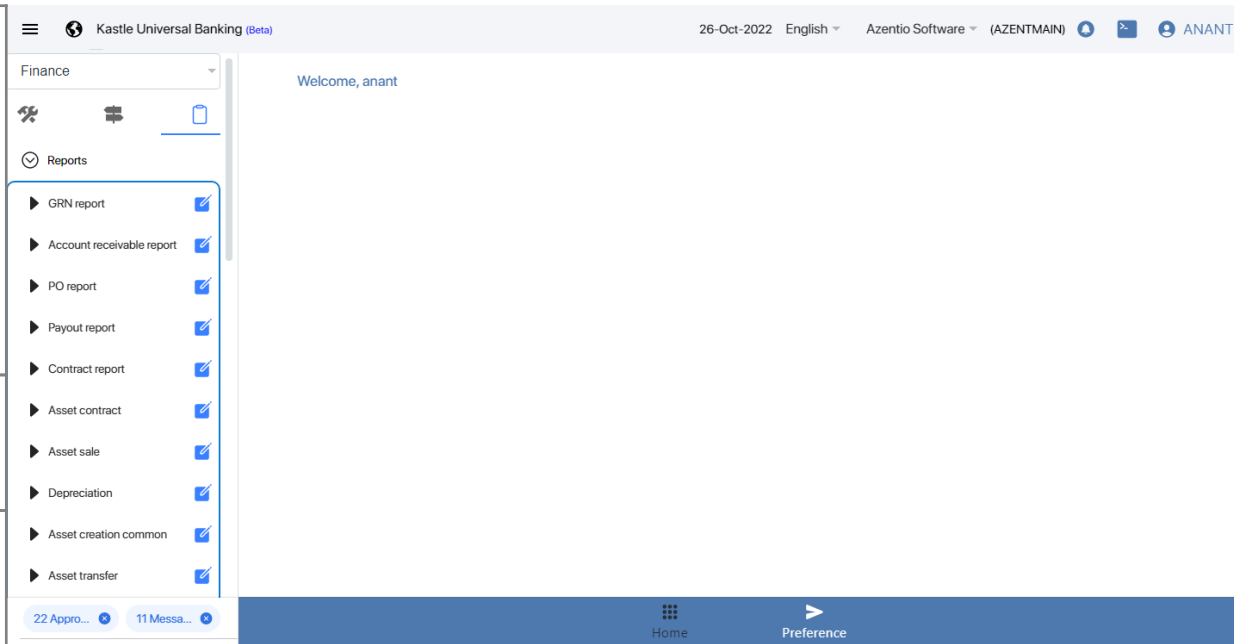 Kastle Universal Banking (Beta)
26-Oct-2022 English Azentio Software (AZENTMAIN) ANANT
Finance
Welcome, anant
Reports
GRN report
Account receivable report
PO report
Payout report
Contract report
Asset contract
Asset sale
Depreciation
Asset creation common
Asset transfer
22 Appro... 11 Messa...
Home Preference